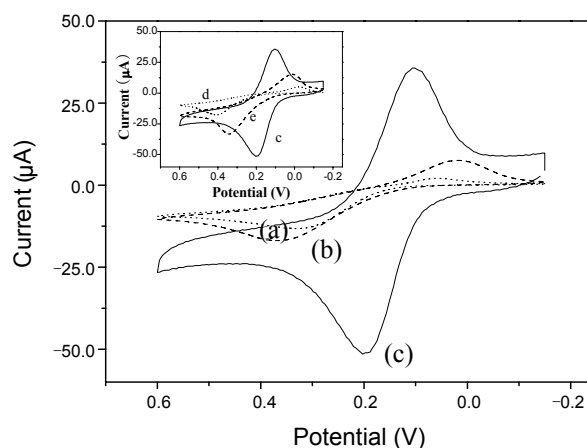 50.0
25.0
0.0
-25.0
-50.0
Current (µA)
0.6 0.4 0.2 0.0 -0.2
Potential (V)
(a)
(b)
(c)
50.0
25.0
0.0
-25.0
-50.0
Current (µA)
0.6 0.4 0.2 0.0 -0.2
Potential (V)
d
e
c